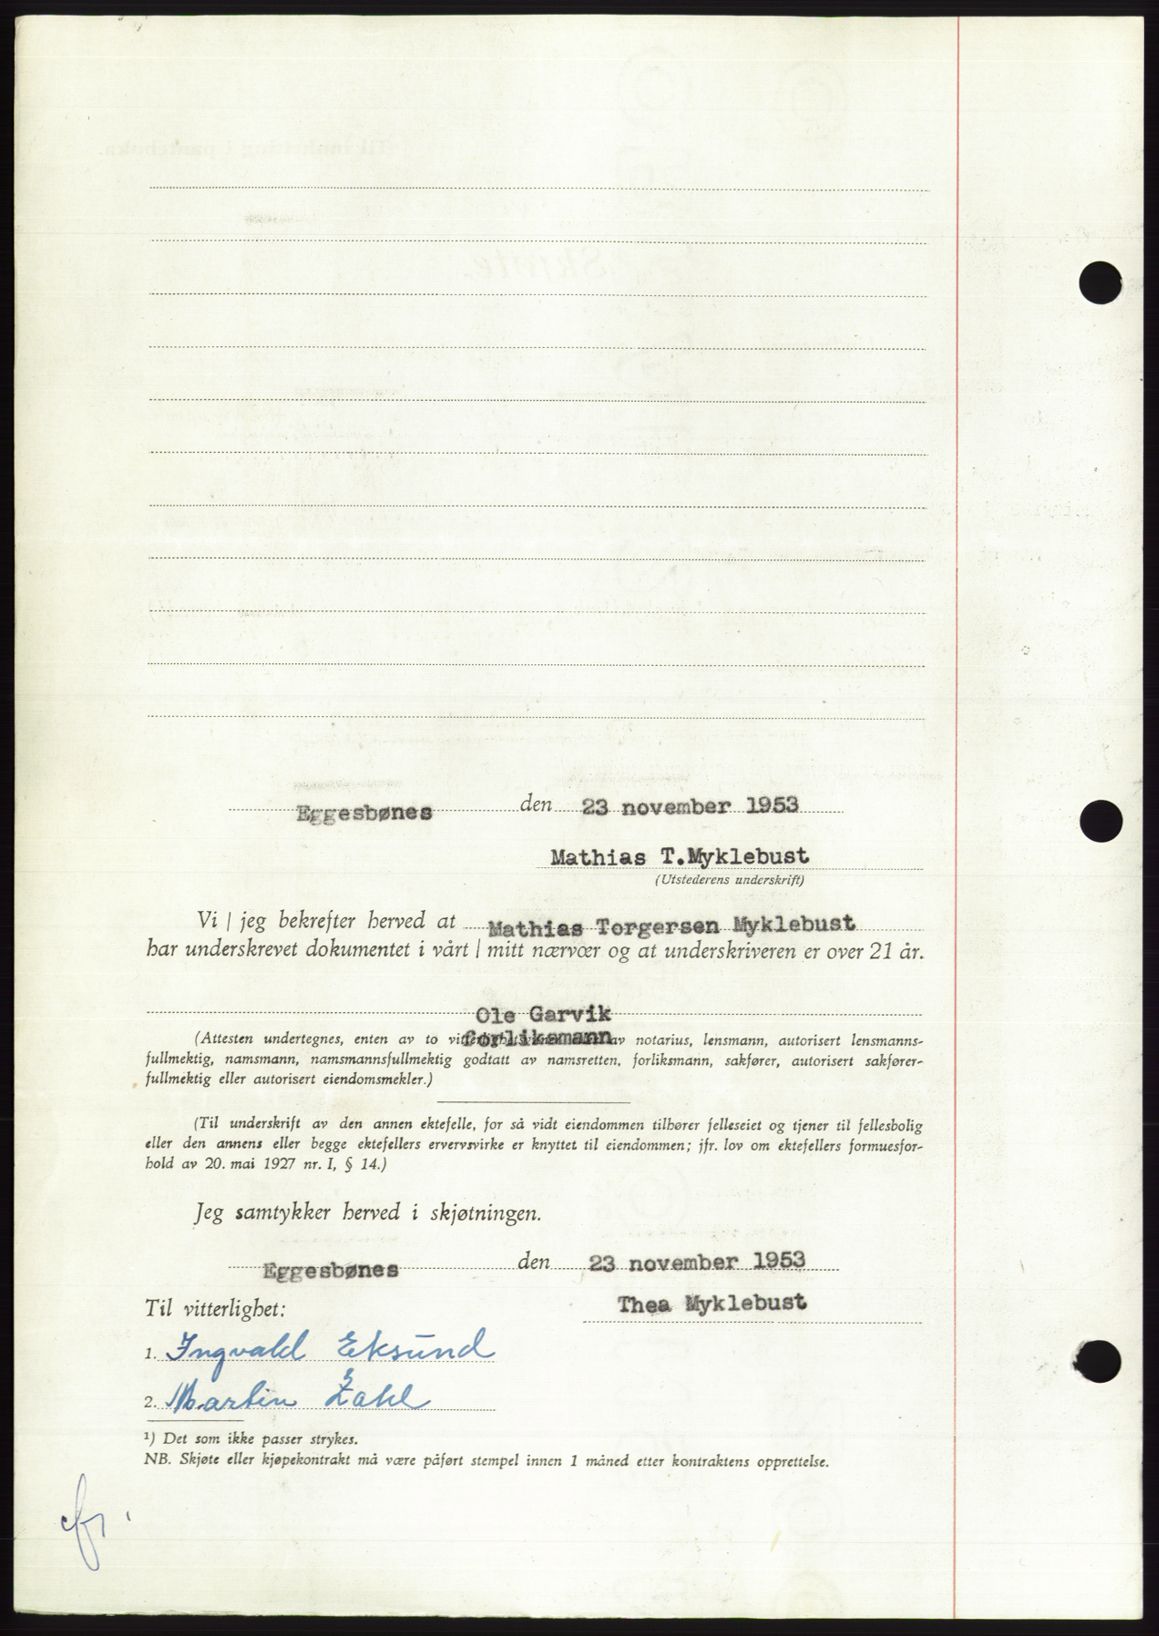 Eggesbønes den 23 november 1953
Mathias T.Myklebust
(Utstederens underskrift)
Vi | jeg bekrefter herved at Mathias Torgersen Myklebust
har underskrevet dokumentet i vårt | mitt nærvær og at underskriveren er over 21 år.
Ole Garvik
forliksmann
(Attesten undertegnes, enten av to av notarius, lensmann, autorisert lensmanns-
fullmektig, namsmann, namsmannsfullmektig godtatt av namsretten, forliksmann, sakfører, autorisert sakfører-
fullmektig eller autorisert eiendomsmekler.)
(Til underskrift av den annen ektefelle, for så vidt eiendommen tilhører felleseiet og tjener til fellesbolig
eller den annens eller begge ektefellers ervervsvirke er knyttet til eiendommen; jfr. lov om ektefellers formuesfor-
hold av 20. mai 1927 nr. I, § 14.)
Jeg samtykker herved i skjøtningen.
Eggesbønes den 23 november 1953
Thea Myklebust
Til vitterlighet:
1. Ingvald Eksund
2. Martin Zahl
¹) Det som ikke passer strykes.
NB. Skjøte eller kjøpekontrakt må være påført stempel innen 1 måned etter kontraktens opprettelse.